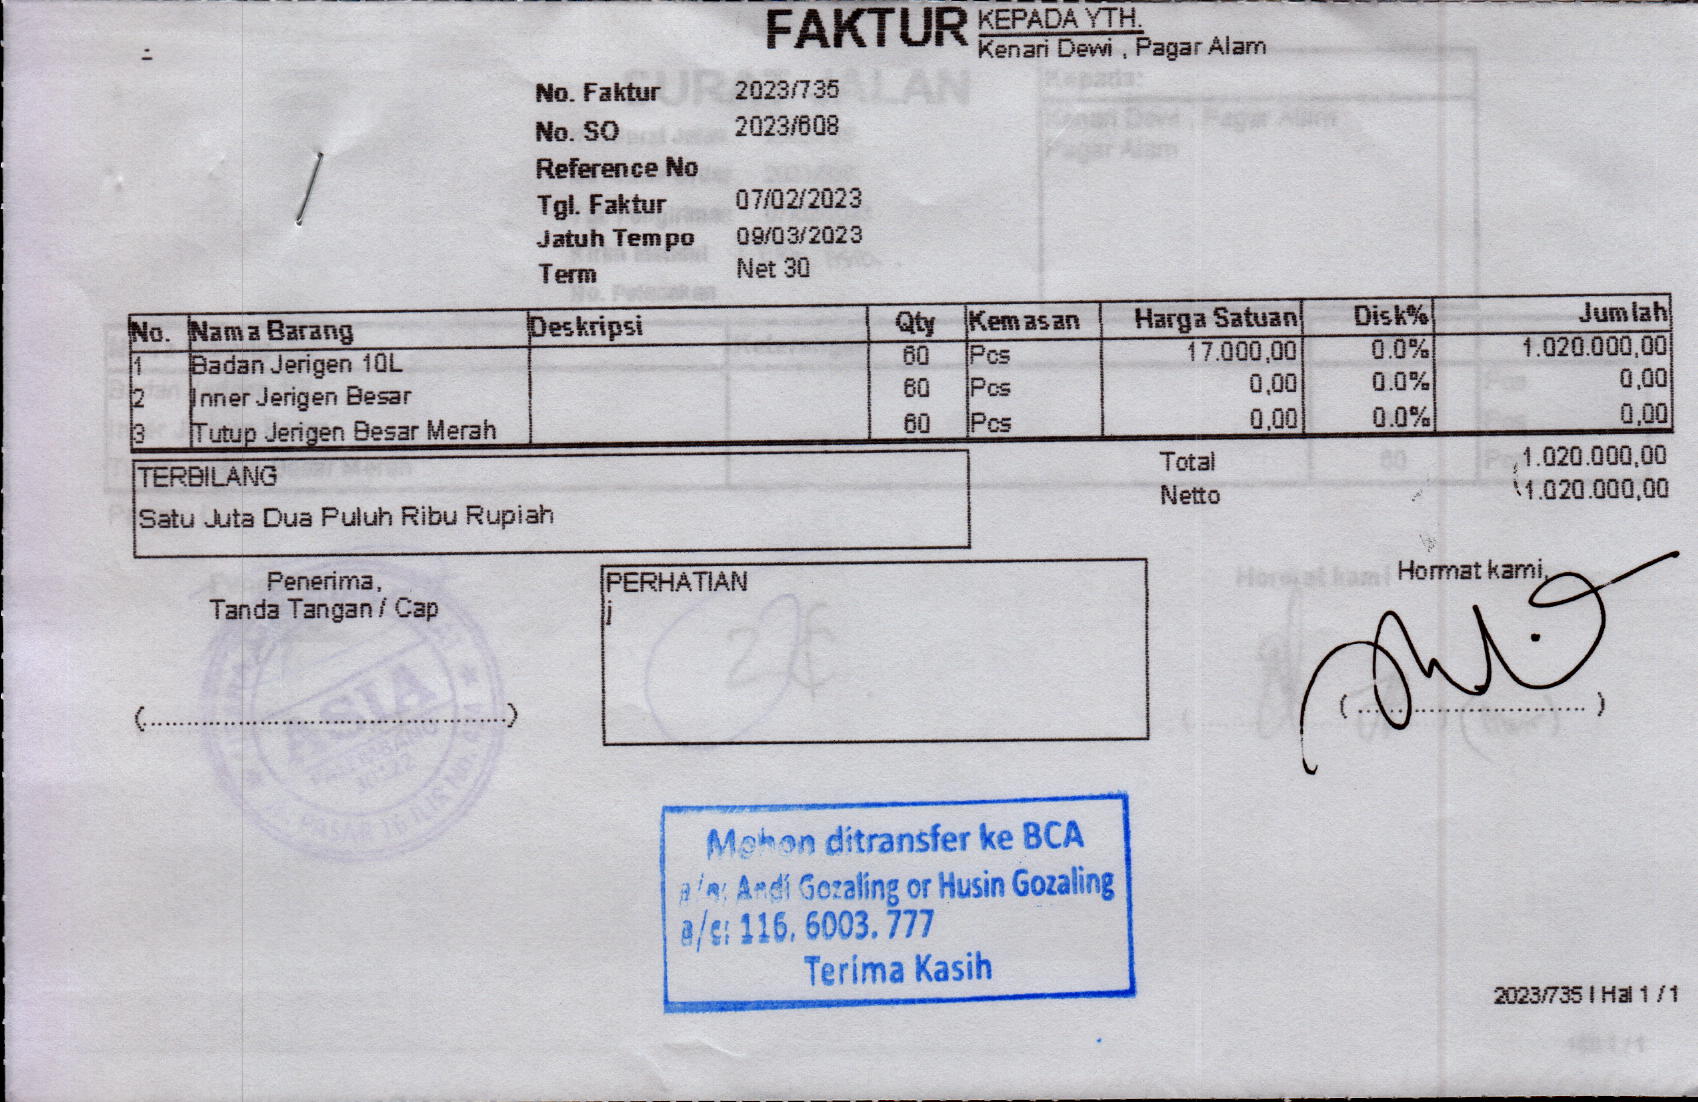 FAKTUR
KEPADA YTH.
Kenari Dewi , Pagar Alam
No. Faktur 2023/735
No. SO 2023/608
Reference No
Tgl. Faktur 07/02/2023
Jatuh Tempo 09/03/2023
Term Net 30
No. Nama Barang Deskripsi Qty Kemasan Harga Satuan Disk% Jumlah
1 Badan Jerigen 10L 60 Pcs 17.000,00 0.0% 1.020.000,00
2 Inner Jerigen Besar 60 Pcs 0,00 0.0% 0,00
3 Tutup Jerigen Besar Merah 60 Pcs 0,00 0.0% 0,00
TERBILANG
Satu Juta Dua Puluh Ribu Rupiah
Total 1.020.000,00
Netto 1.020.000,00
Penerima,
Tanda Tangan / Cap
(.....................................................)
PERHATIAN
j
Hormat kami,
(.................................)
ASIA
Mohon ditransfer ke BCA
a/n: Andi Gozaling or Husin Gozaling
a/c: 116. 6003. 777
Terima Kasih
2023/735 | Hal 1 / 1